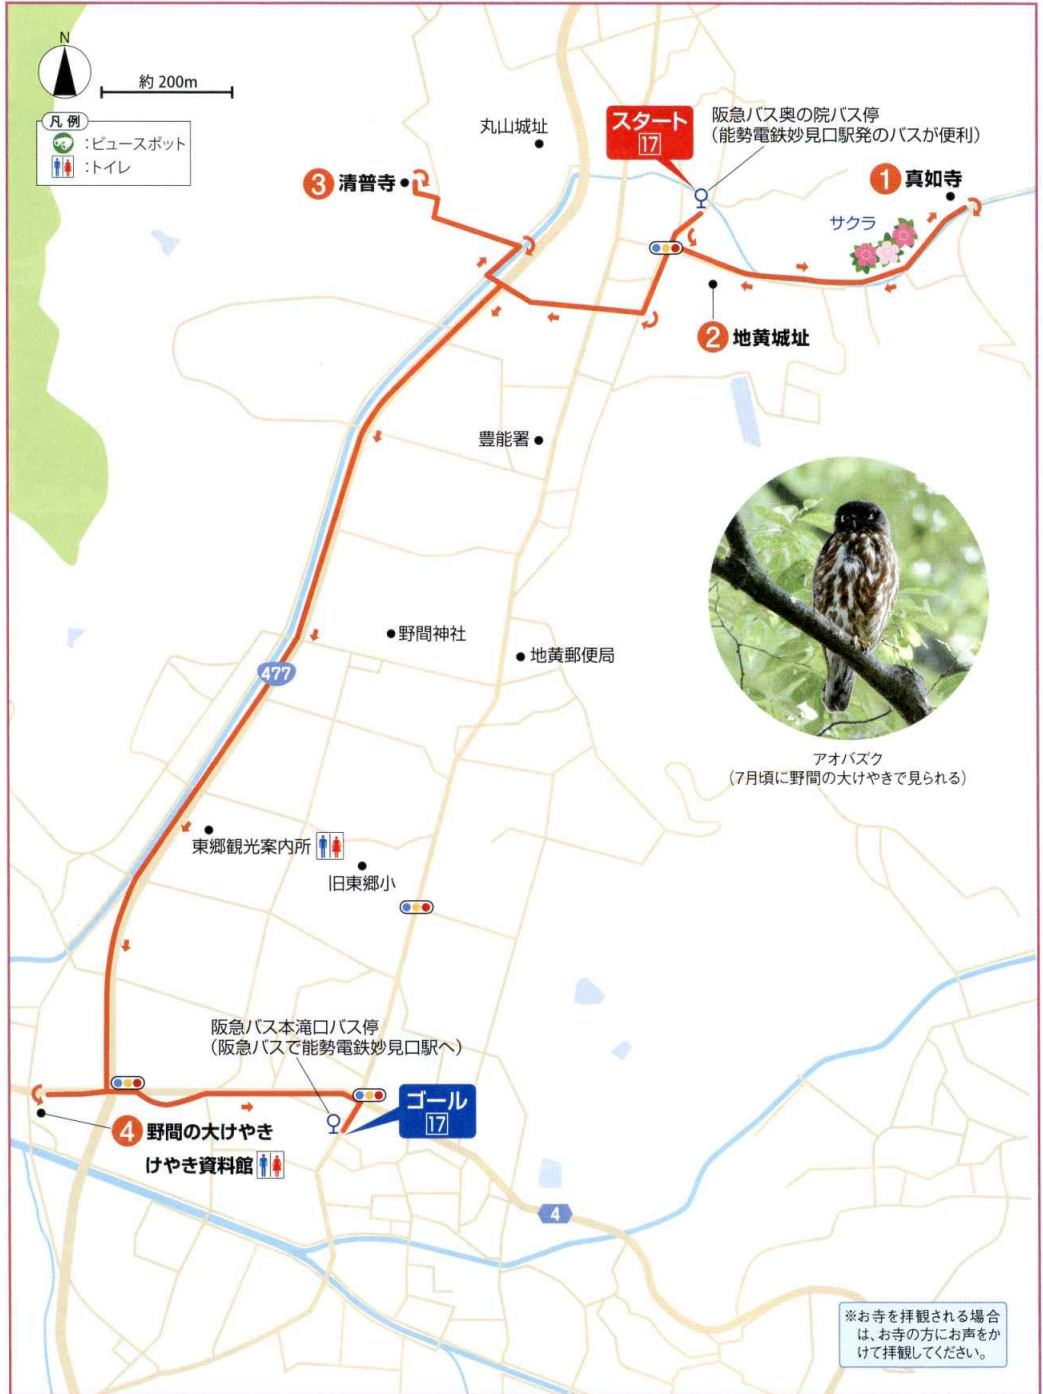 N
約 200m
凡 例
:ビュースポット
:トイレ
丸山城址
スタート
17
阪急バス奥の院バス停
(能勢電鉄妙見口駅発のバスが便利)
1 真如寺
サクラ
3 清普寺
2 地黄城址
豊能署
野間神社
地黄郵便局
477
アオバズク
(7月頃に野間の大けやきで見られる)
東郷観光案内所
旧東郷小
阪急バス本滝口バス停
(阪急バスで能勢電鉄妙見口駅へ)
ゴール
17
4 野間の大けやき
けやき資料館
4
※お寺を拝観される場合
は、お寺の方にお声をか
けて拝観してください。